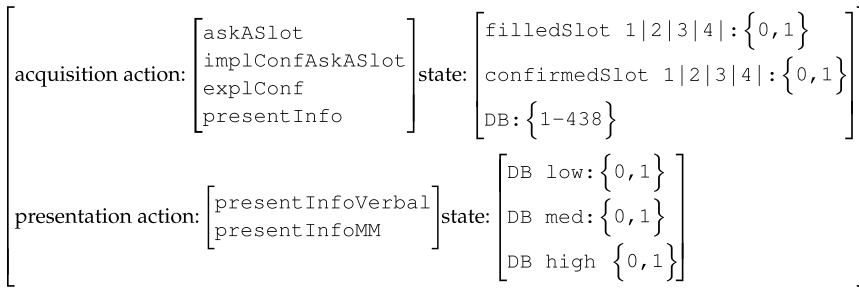 acquisition action: [askASlot
implConfAskASlot
explConf
presentInfo] state: [filledSlot 1|2|3|4|:{0,1}
confirmedSlot 1|2|3|4|:{0,1}
DB:{1-438}]
presentation action: [presentInfoVerbal
presentInfoMM] state: [DB low:{0,1}
DB med:{0,1}
DB high {0,1}]